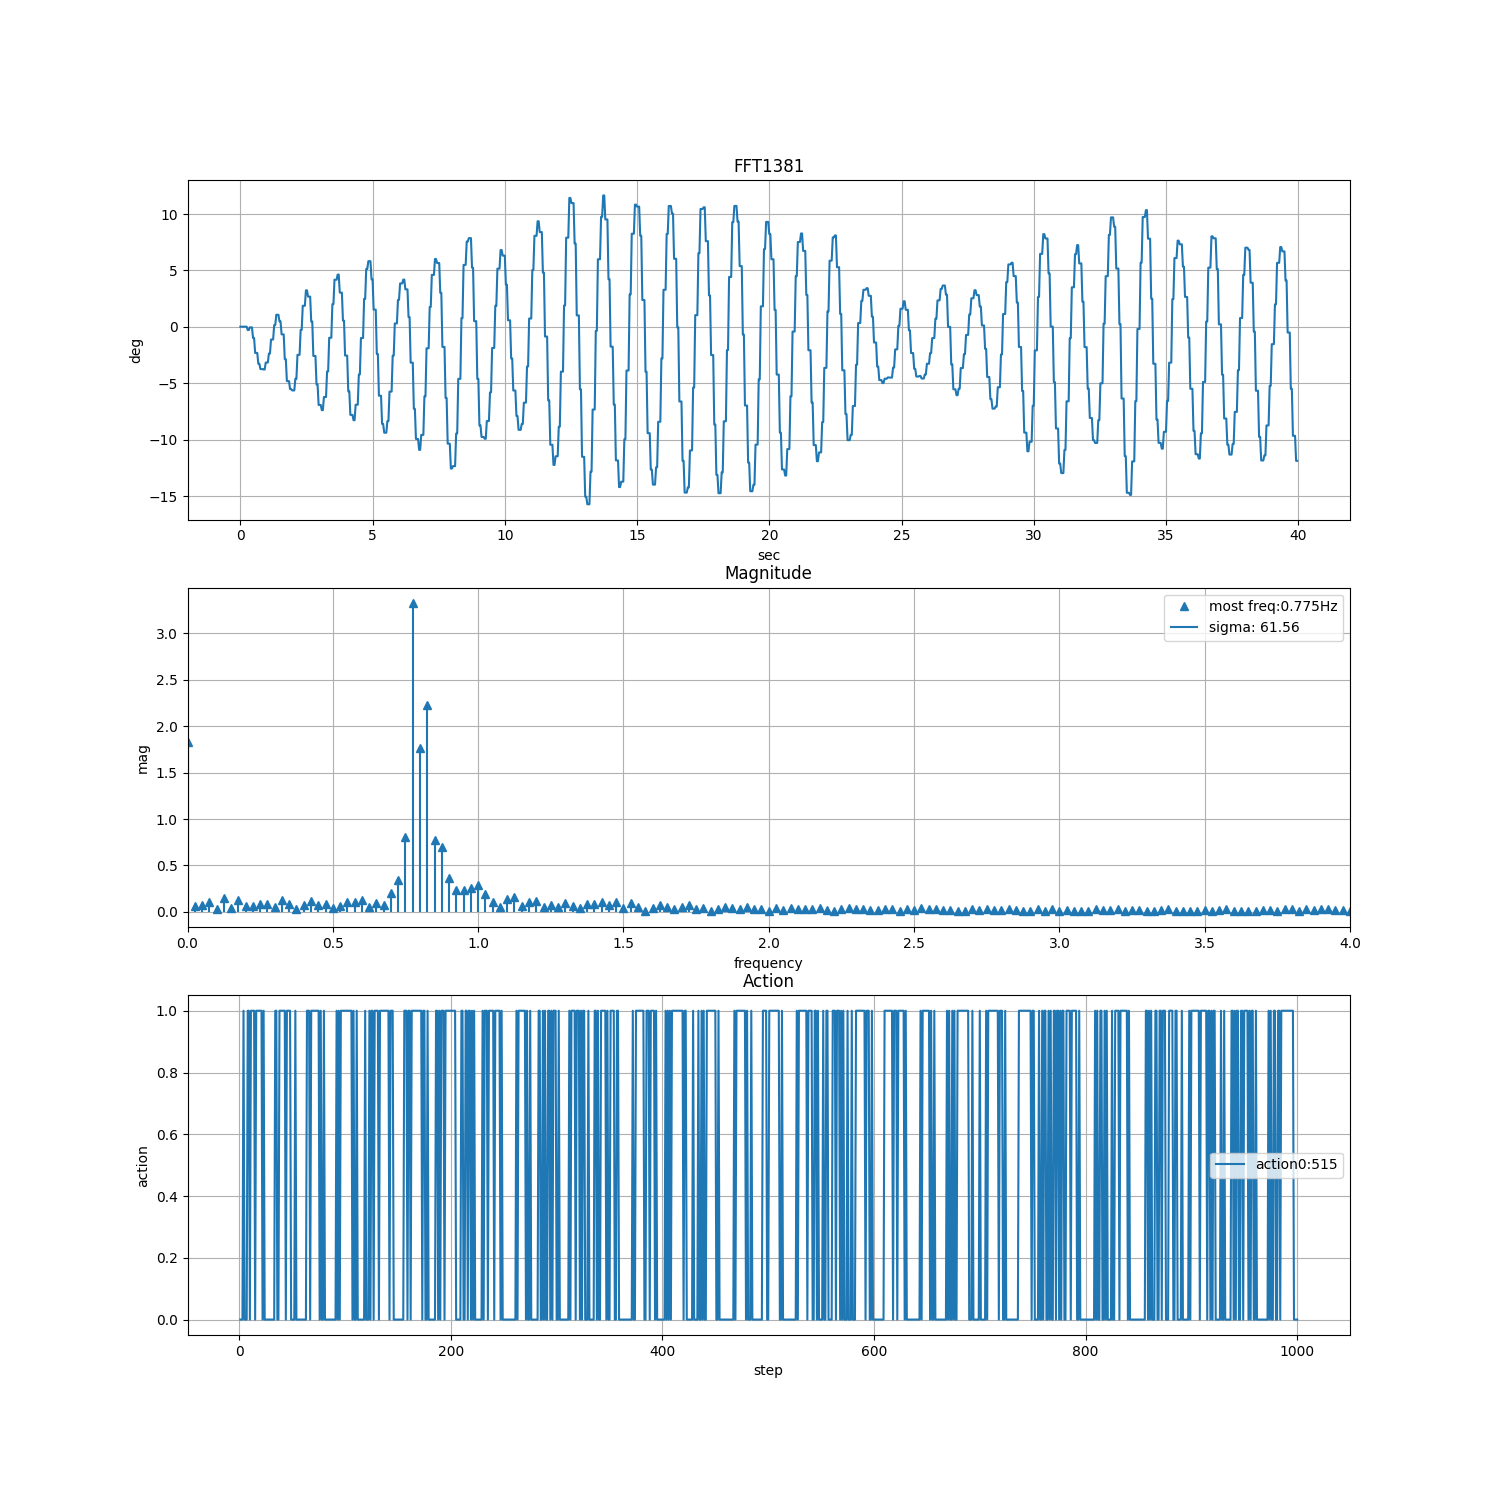 FFT1381
10
5
0
−5
−10
−15
deg
0 5 10 15 20 25 30 35 40
sec
Magnitude
most freq:0.775Hz
sigma: 61.56
3.0
2.5
2.0
1.5
1.0
0.5
0.0
mag
0.0 0.5 1.0 1.5 2.0 2.5 3.0 3.5 4.0
frequency
Action
1.0
0.8
0.6
0.4
0.2
0.0
action
action0:515
0 200 400 600 800 1000
step